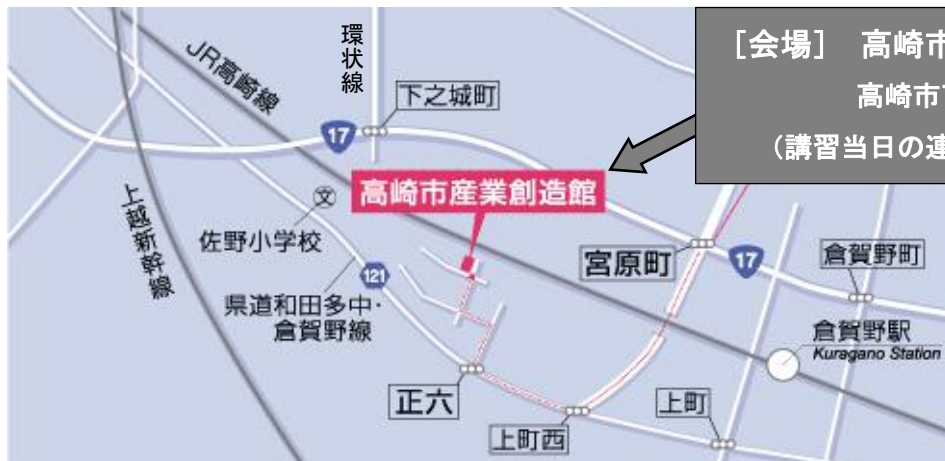 [会場] 高崎市
高崎市
(講習当日の連
環状線
JR高崎線
下之城町
17
高崎市産業創造館
上越新幹線
文
佐野小学校
宮原町
17
倉賀野町
121
県道和田多中・
倉賀野線
倉賀野駅
Kuragano Station
正六
上町
上町西